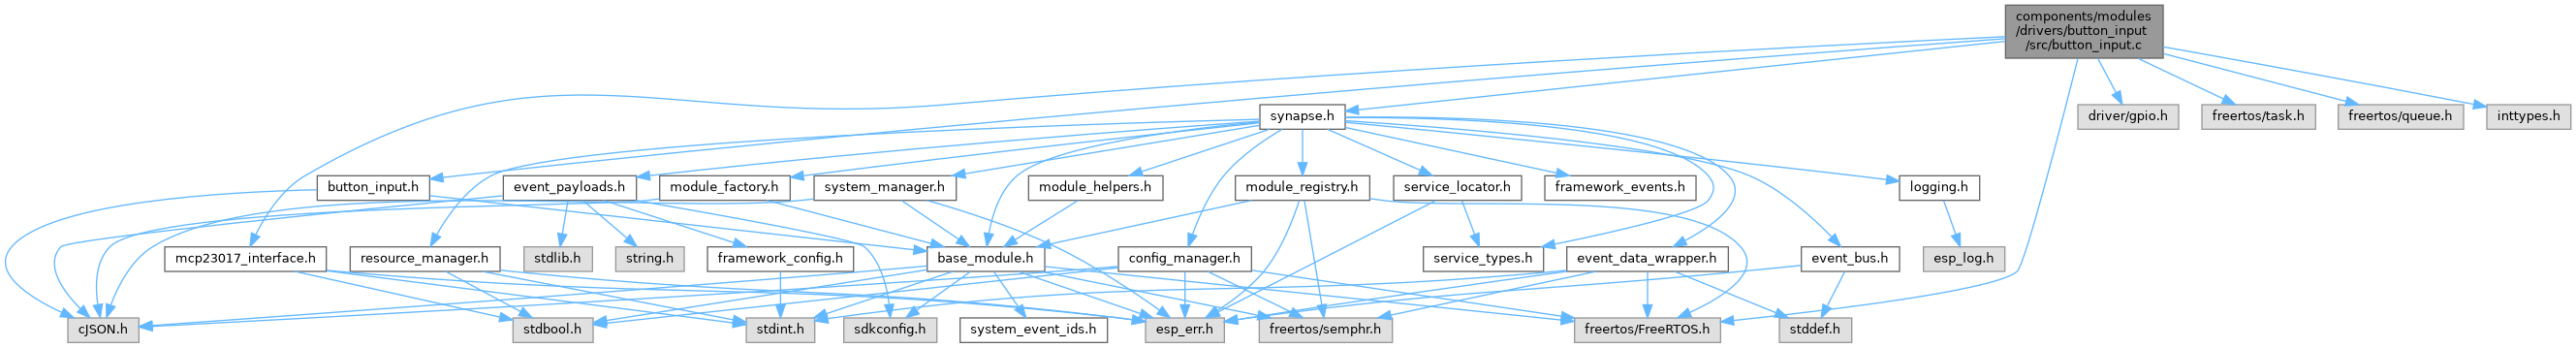 components/modules
/drivers/button_input
/src/button_input.c
synapse.h
driver/gpio.h
freertos/task.h
freertos/queue.h
inttypes.h
button_input.h
event_payloads.h
module_factory.h
system_manager.h
module_helpers.h
module_registry.h
service_locator.h
framework_events.h
logging.h
mcp23017_interface.h
resource_manager.h
stdlib.h
string.h
framework_config.h
base_module.h
config_manager.h
service_types.h
event_data_wrapper.h
event_bus.h
esp_log.h
cJSON.h
stdbool.h
stdint.h
sdkconfig.h
system_event_ids.h
esp_err.h
freertos/semphr.h
freertos/FreeRTOS.h
stddef.h